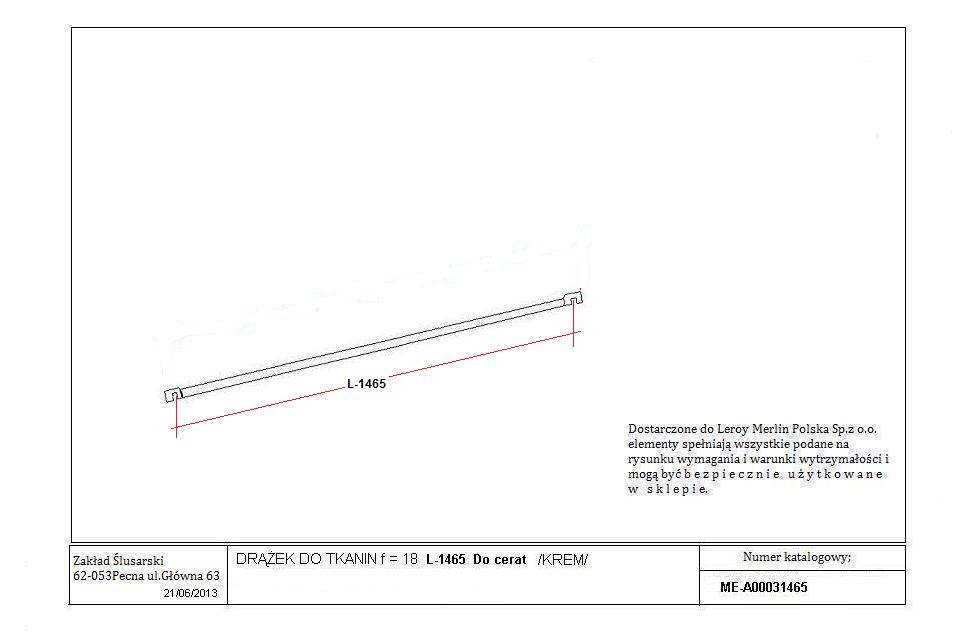 L-1465
Dostarczone do Leroy Merlin Polska Sp.z o.o.
elementy spełniają wszystkie podane na
rysunku wymagania i warunki wytrzymałości i
mogą być b e z p i e c z n i e u ż y t k o w a n e
w s k l e p i e.
Zakład Ślusarski
62-053Pecna ul.Główna 63
21/06/2013
DRĄŻEK DO TKANIN f = 18 L-1465 Do cerat /KREM/
Numer katalogowy;
ME-A00031465